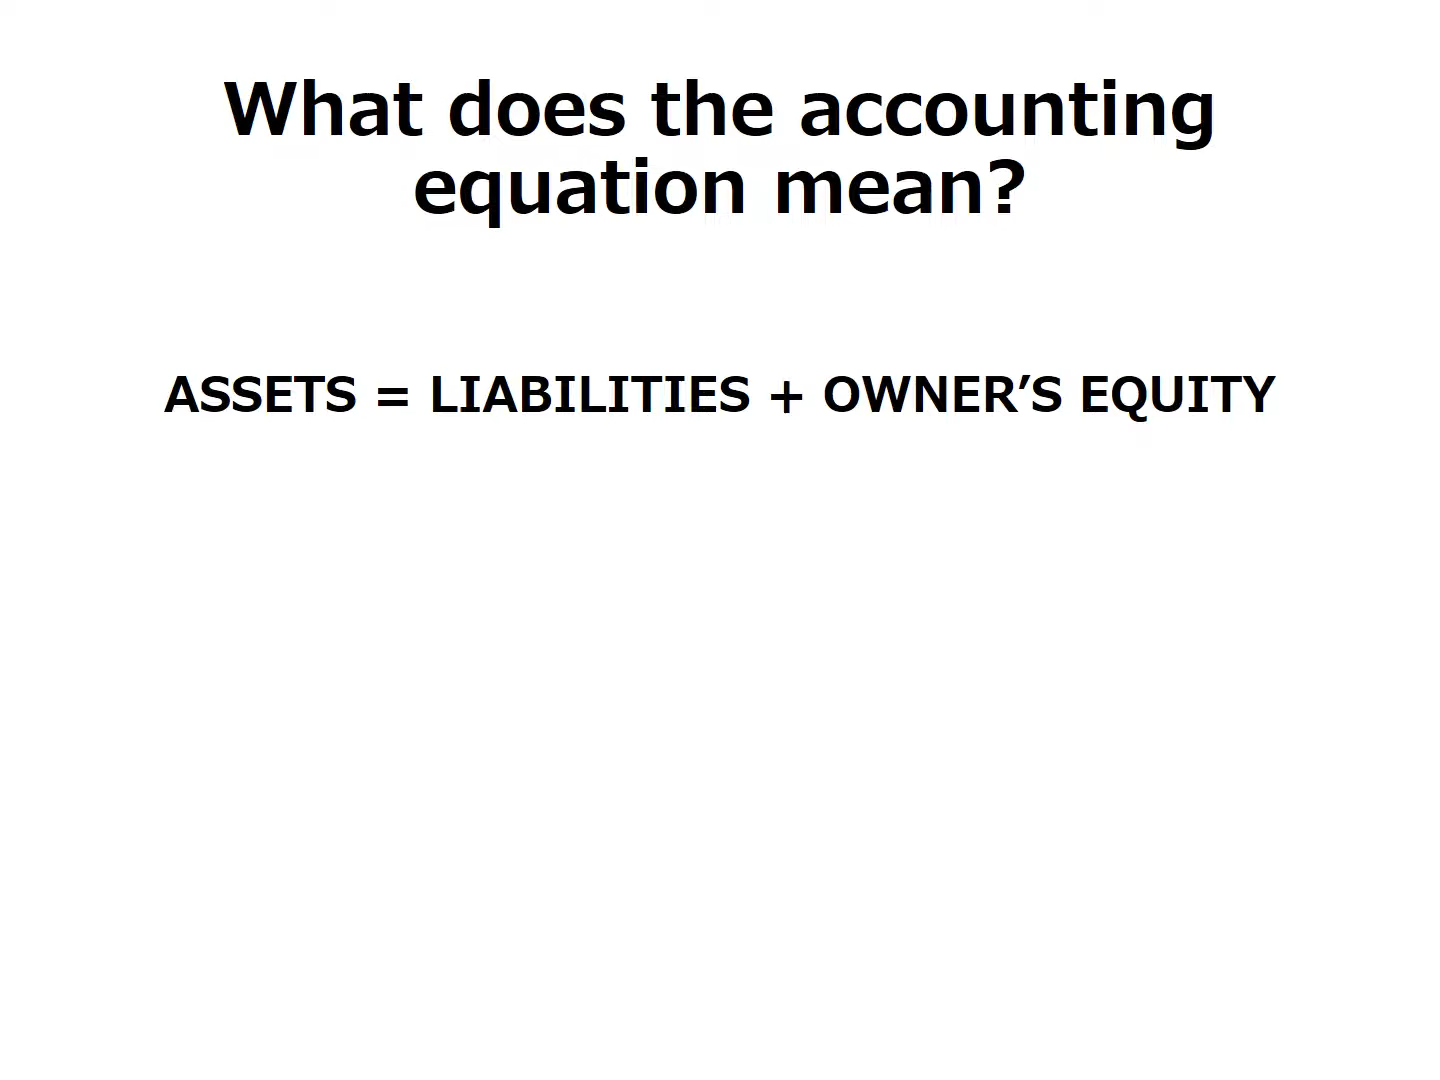 What does the accounting
equation mean?
ASSETS = LIABILITIES + OWNER’S EQUITY